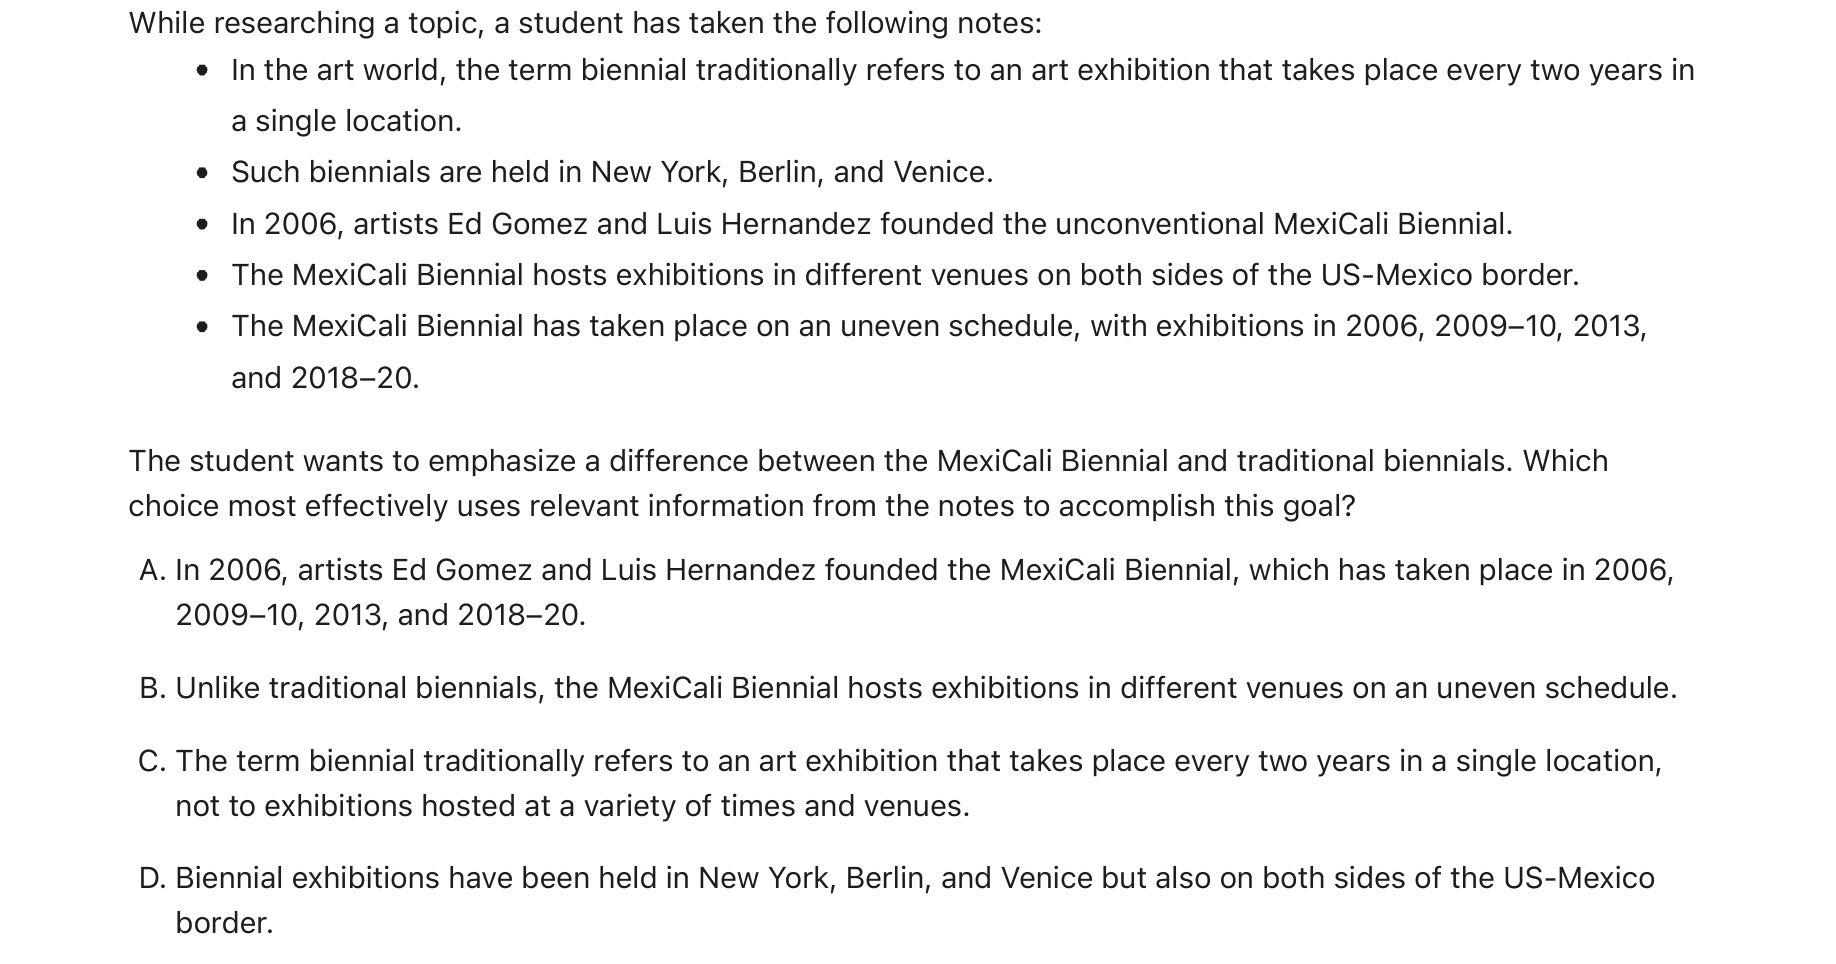 While researching a topic, a student has taken the following notes:
• In the art world, the term biennial traditionally refers to an art exhibition that takes place every two years in
a single location.
• Such biennials are held in New York, Berlin, and Venice.
• In 2006, artists Ed Gomez and Luis Hernandez founded the unconventional MexiCali Biennial.
• The MexiCali Biennial hosts exhibitions in different venues on both sides of the US-Mexico border.
• The MexiCali Biennial has taken place on an uneven schedule, with exhibitions in 2006, 2009–10, 2013,
and 2018–20.
The student wants to emphasize a difference between the MexiCali Biennial and traditional biennials. Which
choice most effectively uses relevant information from the notes to accomplish this goal?
A. In 2006, artists Ed Gomez and Luis Hernandez founded the MexiCali Biennial, which has taken place in 2006,
2009–10, 2013, and 2018–20.
B. Unlike traditional biennials, the MexiCali Biennial hosts exhibitions in different venues on an uneven schedule.
C. The term biennial traditionally refers to an art exhibition that takes place every two years in a single location,
not to exhibitions hosted at a variety of times and venues.
D. Biennial exhibitions have been held in New York, Berlin, and Venice but also on both sides of the US-Mexico
border.